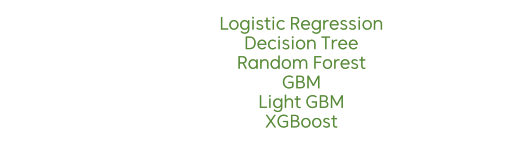 Logistic Regression
Decision Tree
Random Forest
GBM
Light GBM
XGBoost